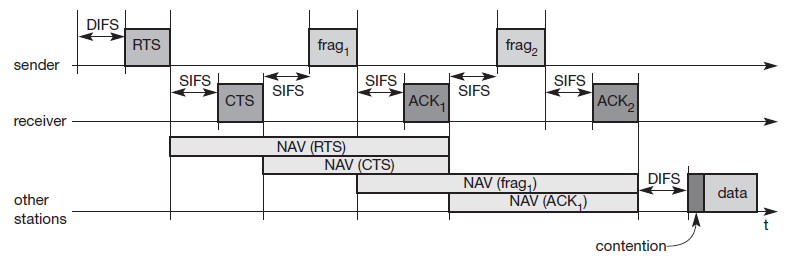 DIFS
RTS
frag1
frag2
sender
SIFS
SIFS
SIFS
SIFS
SIFS
CTS
ACK1
ACK2
receiver
NAV (RTS)
NAV (CTS)
NAV (frag1)
NAV (ACK1)
DIFS
data
other
stations
t
contention